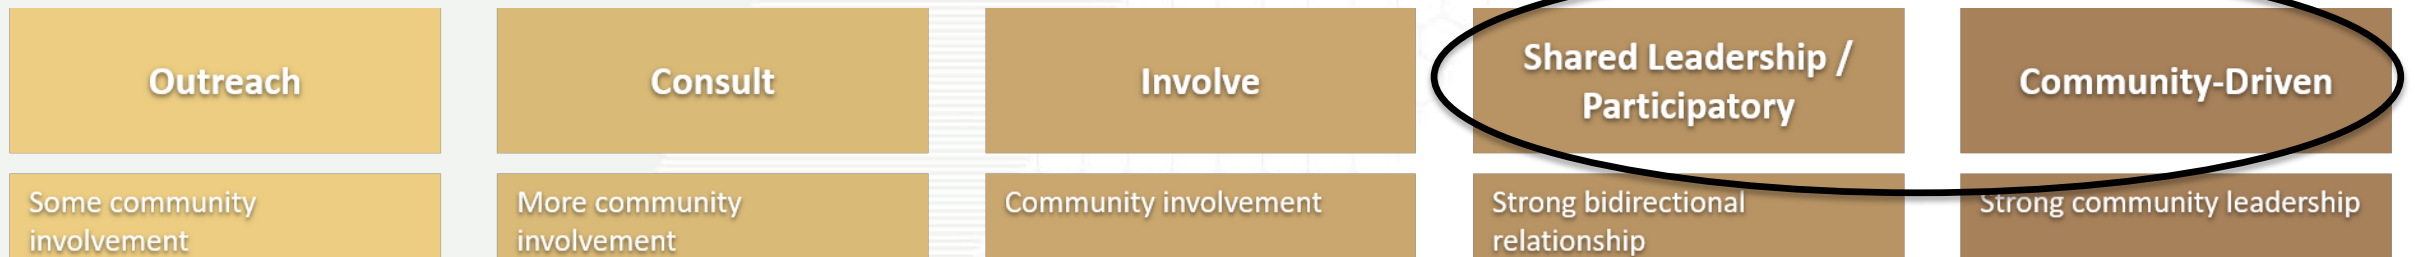 Outreach
Consult
Involve
Shared Leadership /
Participatory
Community-Driven
Some community
involvement
More community
involvement
Community involvement
Strong bidirectional
relationship
Strong community leadership